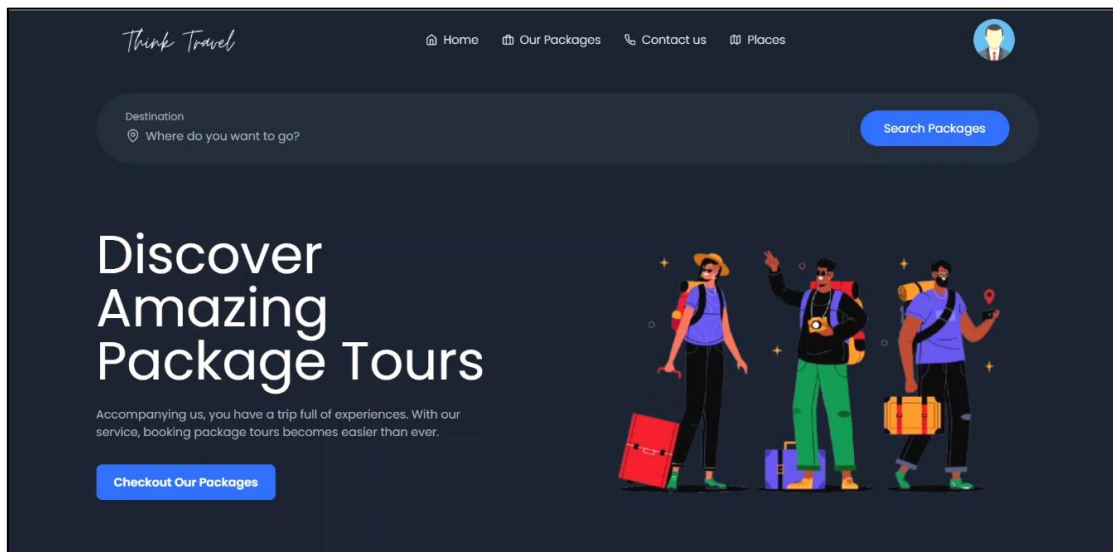 Think Travel
Home Our Packages Contact us Places
Destination
Where do you want to go?
Search Packages
Discover
Amazing
Package Tours
Accompanying us, you have a trip full of experiences. With our
service, booking package tours becomes easier than ever.
Checkout Our Packages